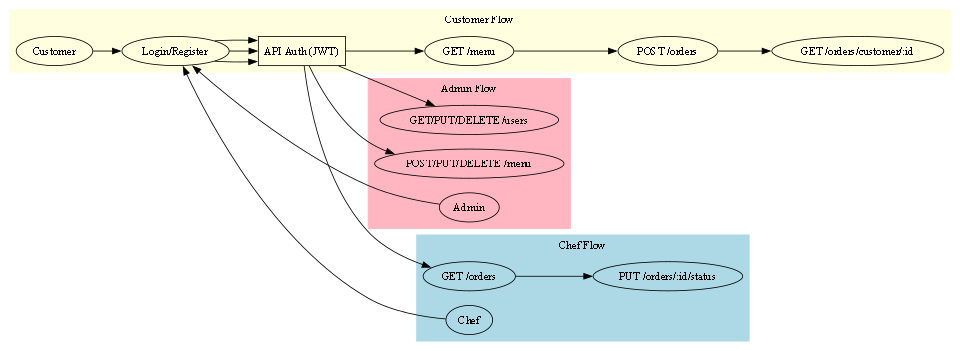 Customer Flow
Customer
Login/Register
API Auth (JWT)
GET /menu
POST /orders
GET /orders/customer/:id
Admin Flow
GET/PUT/DELETE /users
POST/PUT/DELETE /menu
Admin
Chef Flow
GET /orders
PUT /orders/:id/status
Chef